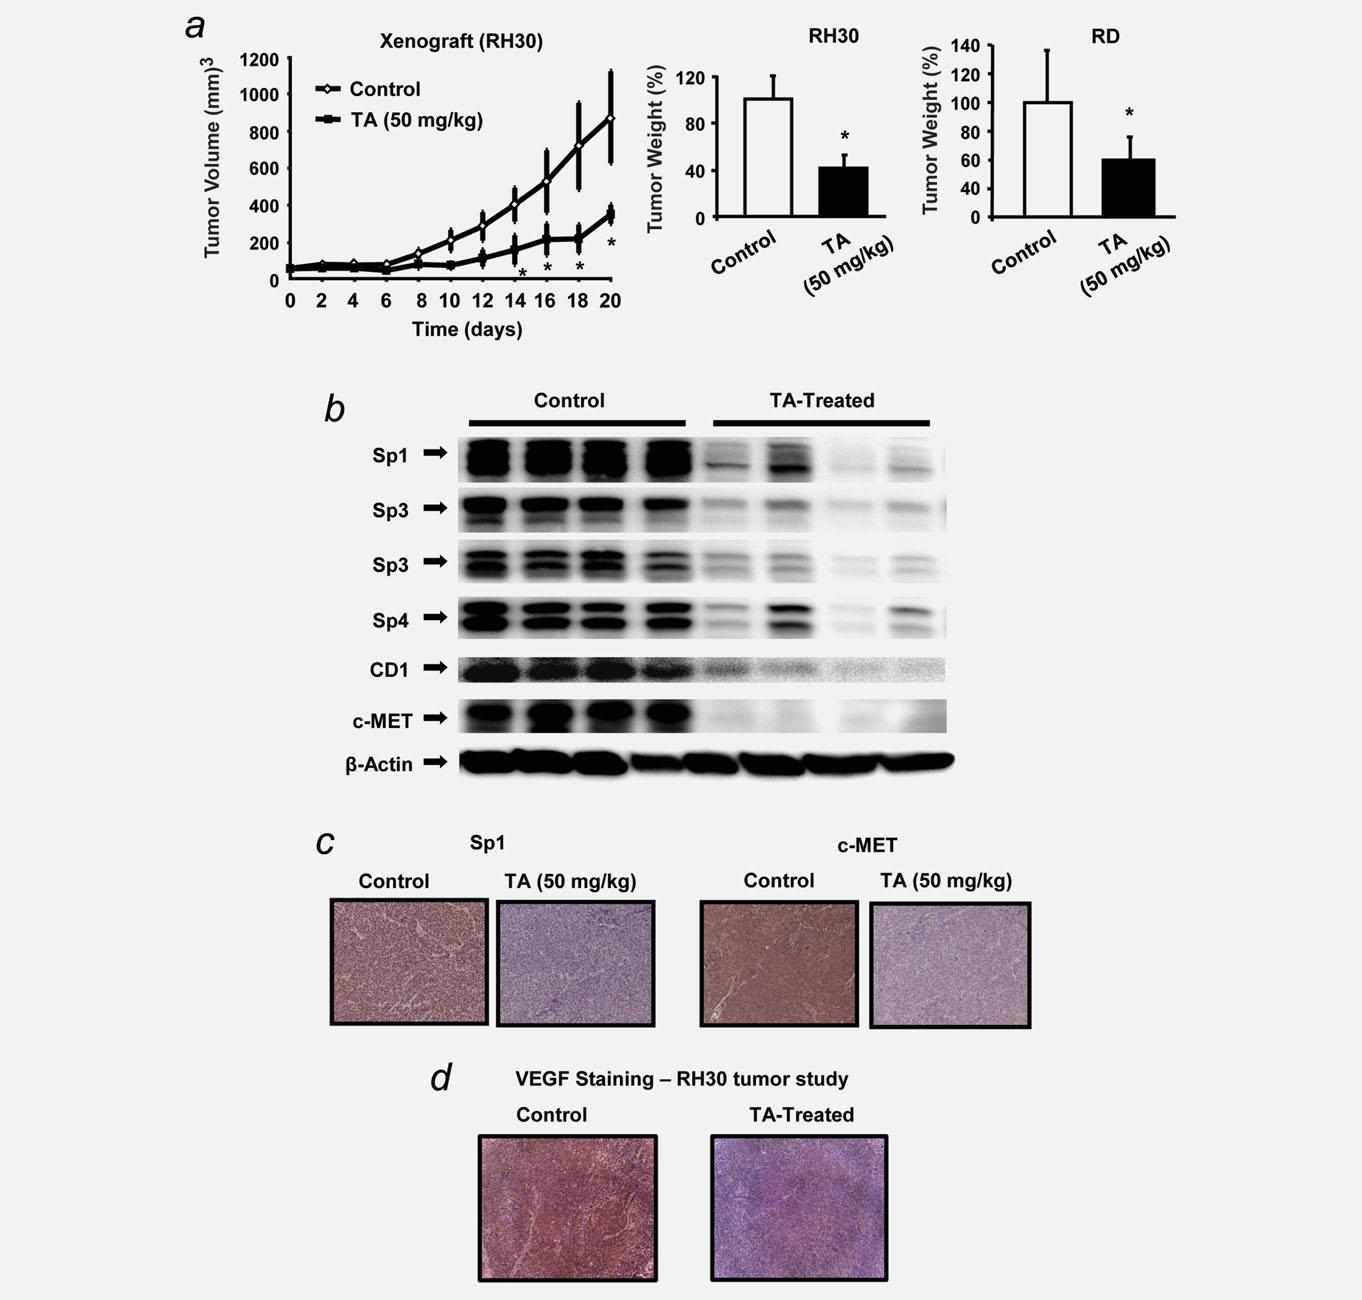 a
Xenograft (RH30)
Tumor Volume (mm)3
1200
1000
800
600
400
200
0
Control
TA (50 mg/kg)
*
*
*
*
0 2 4 6 8 10 12 14 16 18 20
Time (days)
RH30
Tumor Weight (%)
120
80
40
0
*
Control
TA
(50 mg/kg)
RD
Tumor Weight (%)
140
120
100
80
60
40
0
*
Control
TA
(50 mg/kg)
b
Control TA-Treated
Sp1
Sp3
Sp3
Sp4
CD1
c-MET
β-Actin
c
Sp1 c-MET
Control TA (50 mg/kg) Control TA (50 mg/kg)
d
VEGF Staining – RH30 tumor study
Control TA-Treated